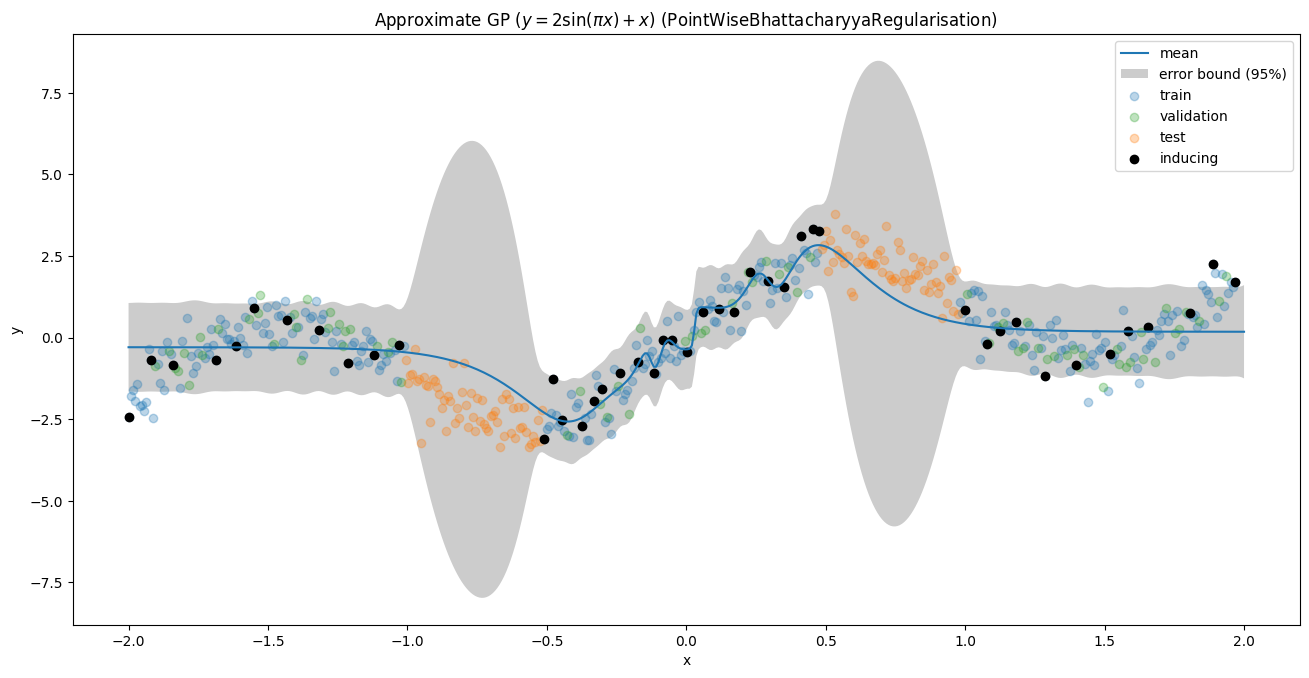 Approximate GP (y = 2sin(πx) + x) (PointWiseBhattacharyyaRegularisation)
mean
error bound (95%)
train
validation
test
inducing
7.5
5.0
2.5
0.0
−2.5
−5.0
−7.5
y
−2.0 −1.5 −1.0 −0.5 0.0 0.5 1.0 1.5 2.0
x